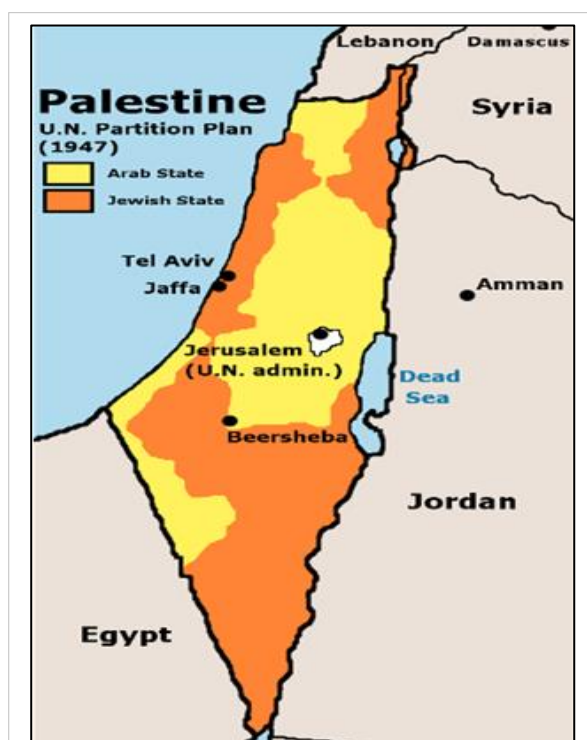 Lebanon
Damascus
Palestine
U.N. Partition Plan
(1947)
Syria
Arab State
Jewish State
Tel Aviv
Jaffa
Amman
Jerusalem
(U.N. admin.)
Dead
Sea
Beersheba
Jordan
Egypt